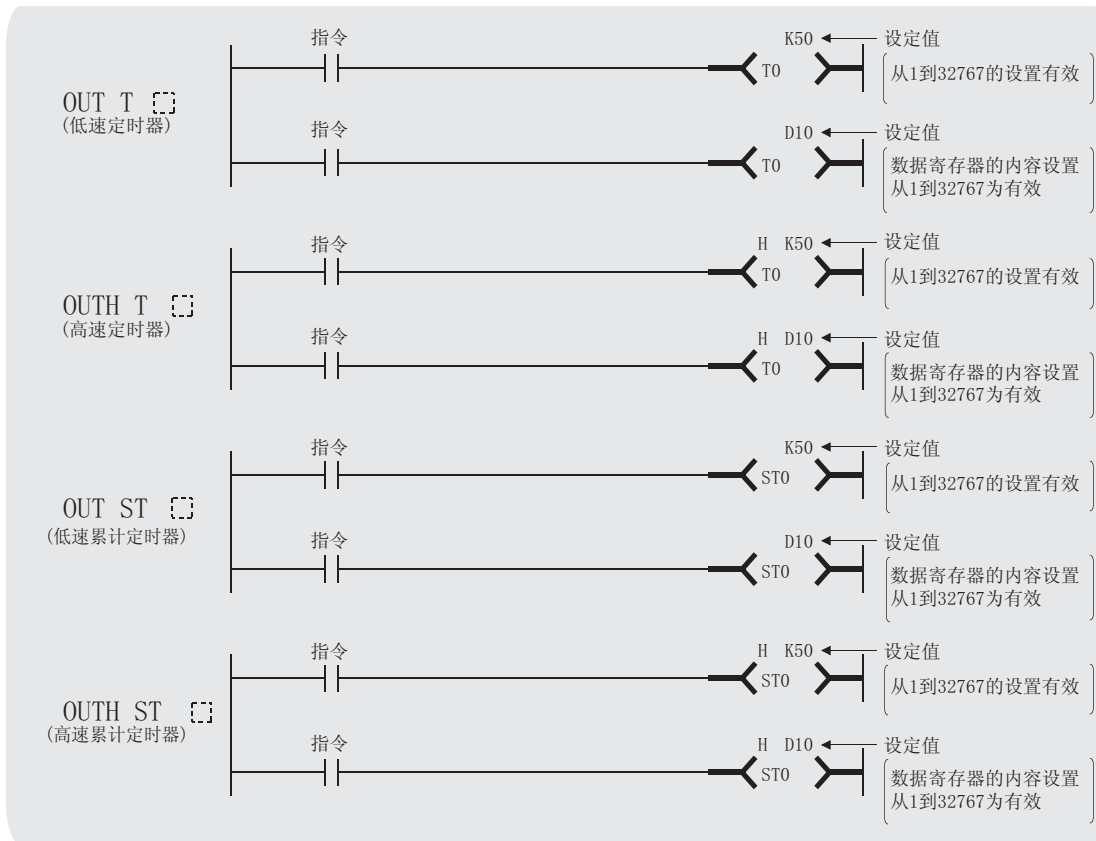 指令
K50 设定值
OUT T
(低速定时器)
T0
从1到32767的设置有效
指令
D10 设定值
T0
数据寄存器的内容设置
从1到32767为有效
指令
H K50 设定值
OUTH T
(高速定时器)
T0
从1到32767的设置有效
指令
H D10 设定值
T0
数据寄存器的内容设置
从1到32767为有效
指令
K50 设定值
OUT ST
(低速累计定时器)
ST0
从1到32767的设置有效
指令
D10 设定值
ST0
数据寄存器的内容设置
从1到32767为有效
指令
H K50 设定值
OUTH ST
(高速累计定时器)
ST0
从1到32767的设置有效
指令
H D10 设定值
ST0
数据寄存器的内容设置
从1到32767为有效